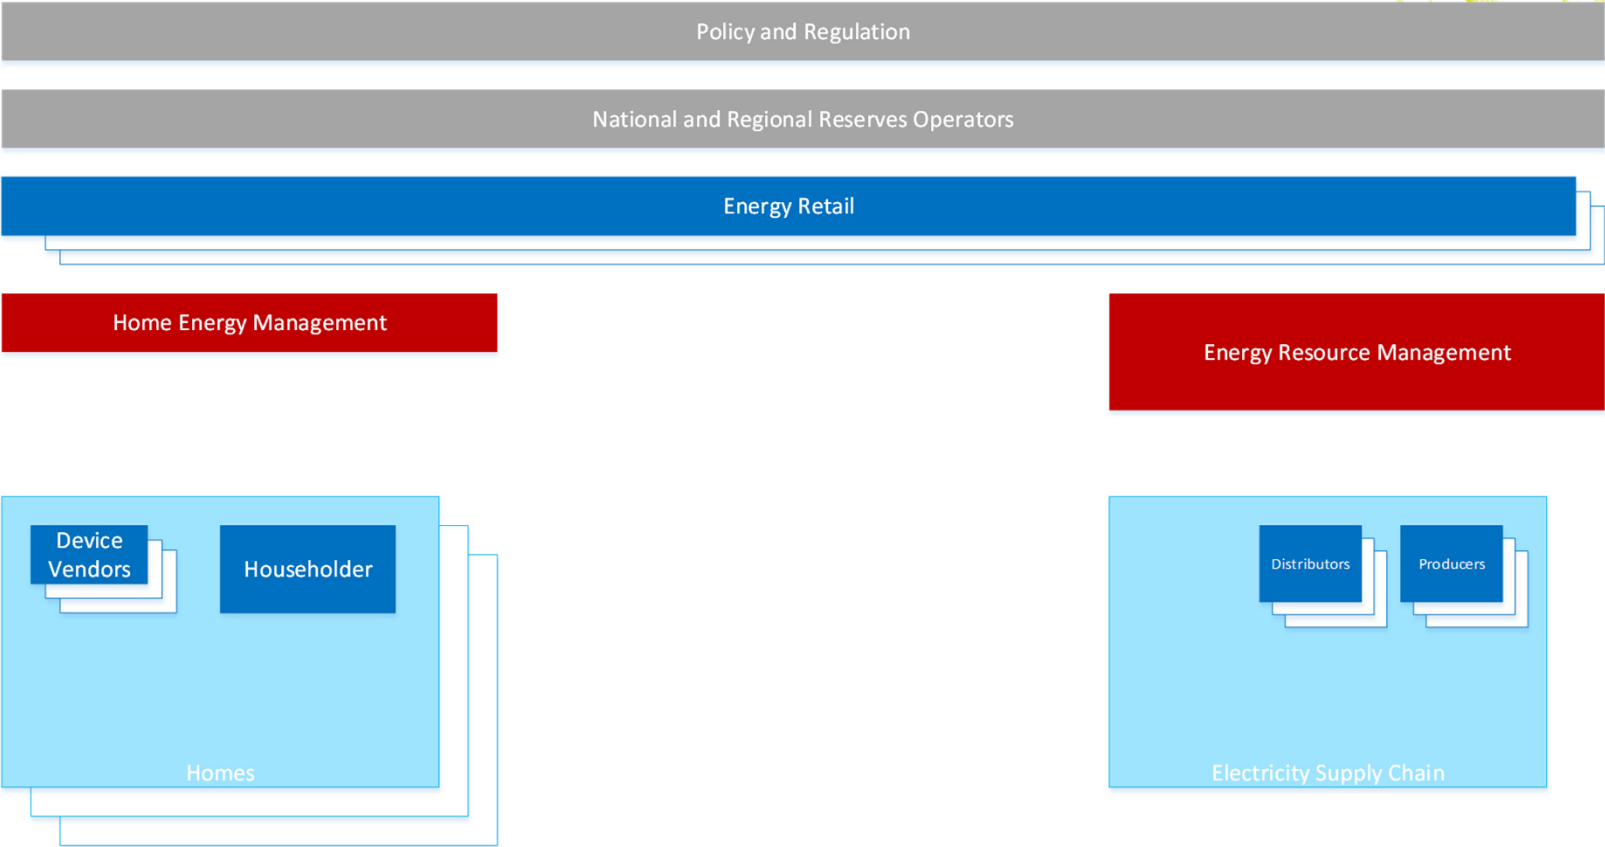 Policy and Regulation
National and Regional Reserves Operators
Energy Retail
Home Energy Management
Energy Resource Management
Device
Vendors
Householder
Distributors
Producers
Homes
Electricity Supply Chain